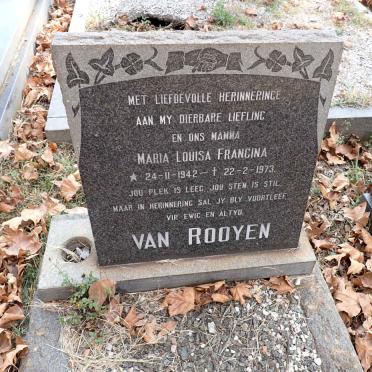 MET LIEFDEVOLLE HERINNERINGE
AAN MY DIERBARE LIEFLING
EN ONS MAMMA
MARIA LOUISA FRANCINA
* 24-11-1942 - † 22-2-1973.
JOU PLEK IS LEEG, JOU STEM IS STIL.
MAAR IN HERINNERING SAL JY BLY VOORTLEEF,
VIR EWIG EN ALTYD.
VAN ROOYEN